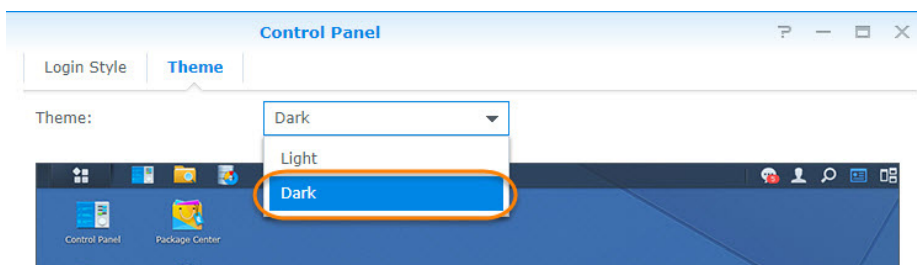 Control Panel
Login Style Theme
Theme: Dark
Light
Dark
Control Panel Package Center